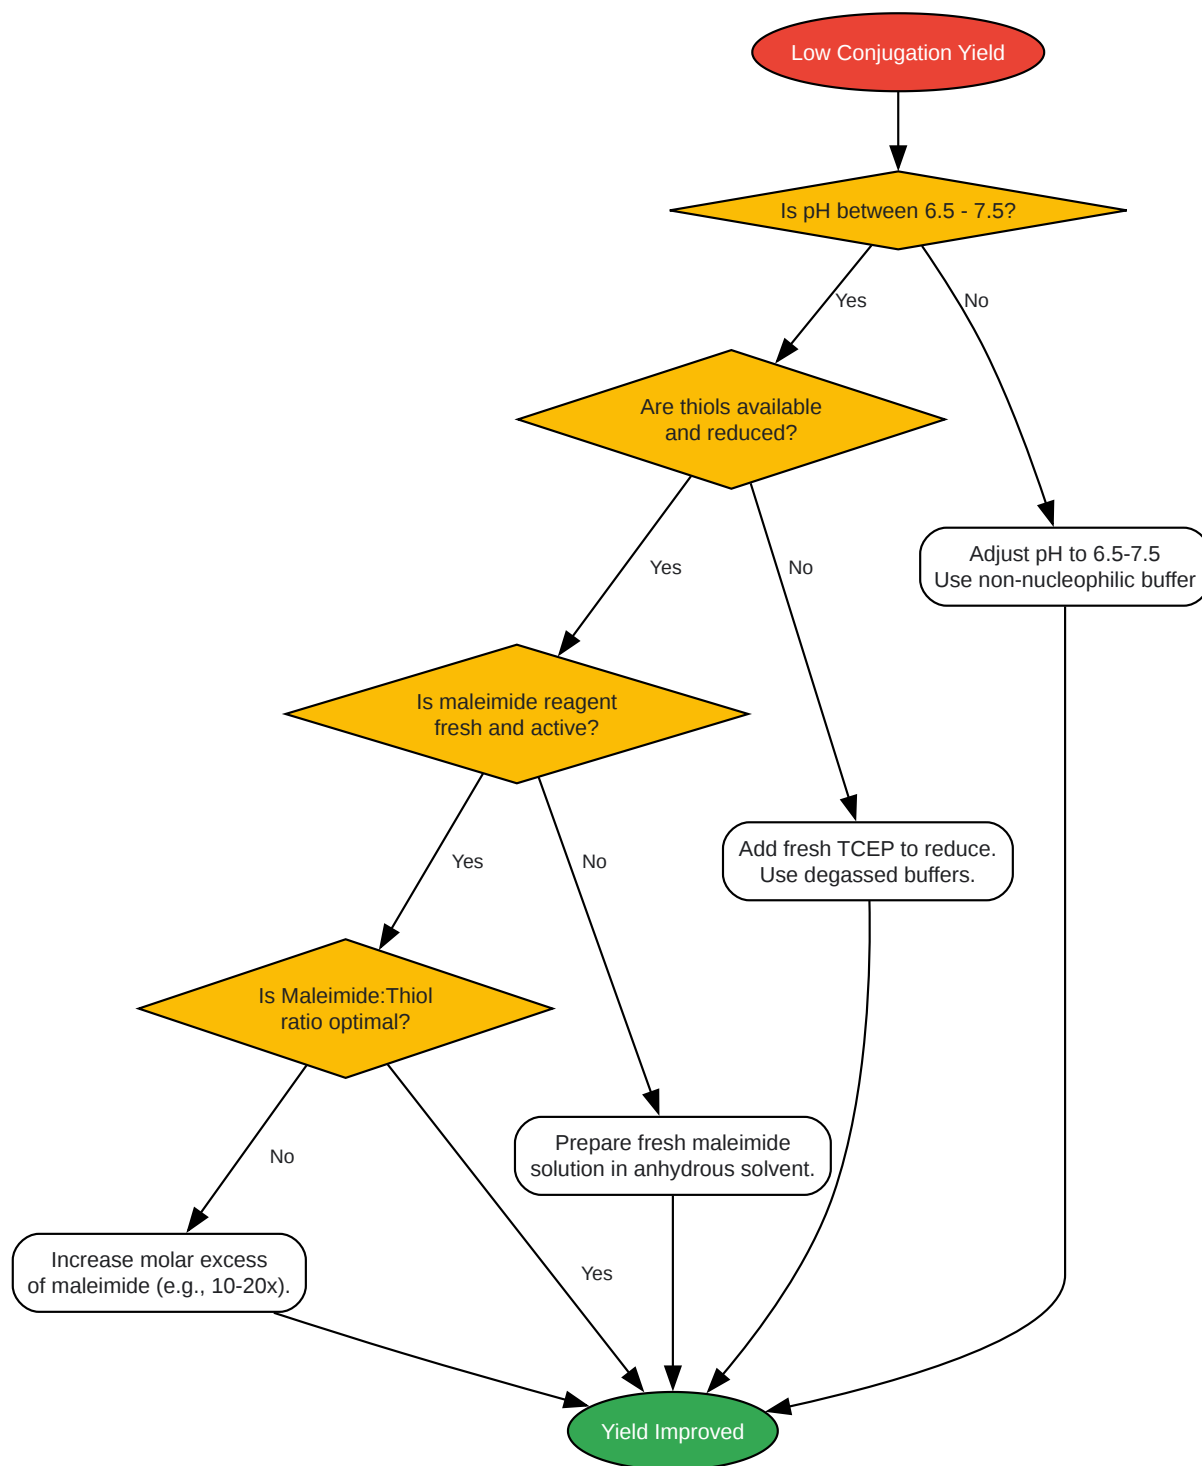 Low Conjugation Yield
Is pH between 6.5 - 7.5?
Yes
No
Are thiols available
and reduced?
Yes
No
Adjust pH to 6.5-7.5
Use non-nucleophilic buffer
Is maleimide reagent
fresh and active?
Yes
No
Add fresh TCEP to reduce.
Use degassed buffers.
Is Maleimide:Thiol
ratio optimal?
No
Yes
Prepare fresh maleimide
solution in anhydrous solvent.
Increase molar excess
of maleimide (e.g., 10-20x).
Yield Improved